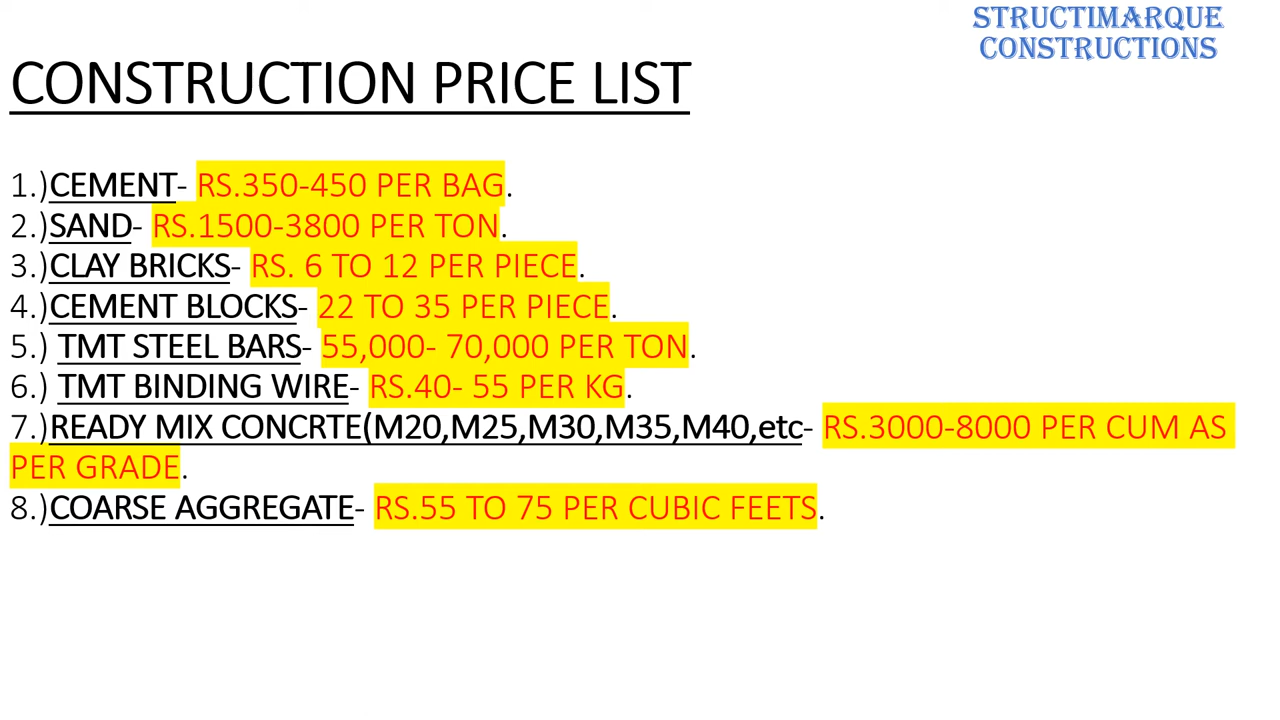 STRUCTIMARQUE
CONSTRUCTIONS
CONSTRUCTION PRICE LIST
1.)CEMENT- RS.350-450 PER BAG.
2.)SAND- RS.1500-3800 PER TON.
3.)CLAY BRICKS- RS. 6 TO 12 PER PIECE.
4.)CEMENT BLOCKS- 22 TO 35 PER PIECE.
5.) TMT STEEL BARS- 55,000- 70,000 PER TON.
6.) TMT BINDING WIRE- RS.40- 55 PER KG.
7.)READY MIX CONCRTE(M20,M25,M30,M35,M40,etc- RS.3000-8000 PER CUM AS
PER GRADE.
8.)COARSE AGGREGATE- RS.55 TO 75 PER CUBIC FEETS.